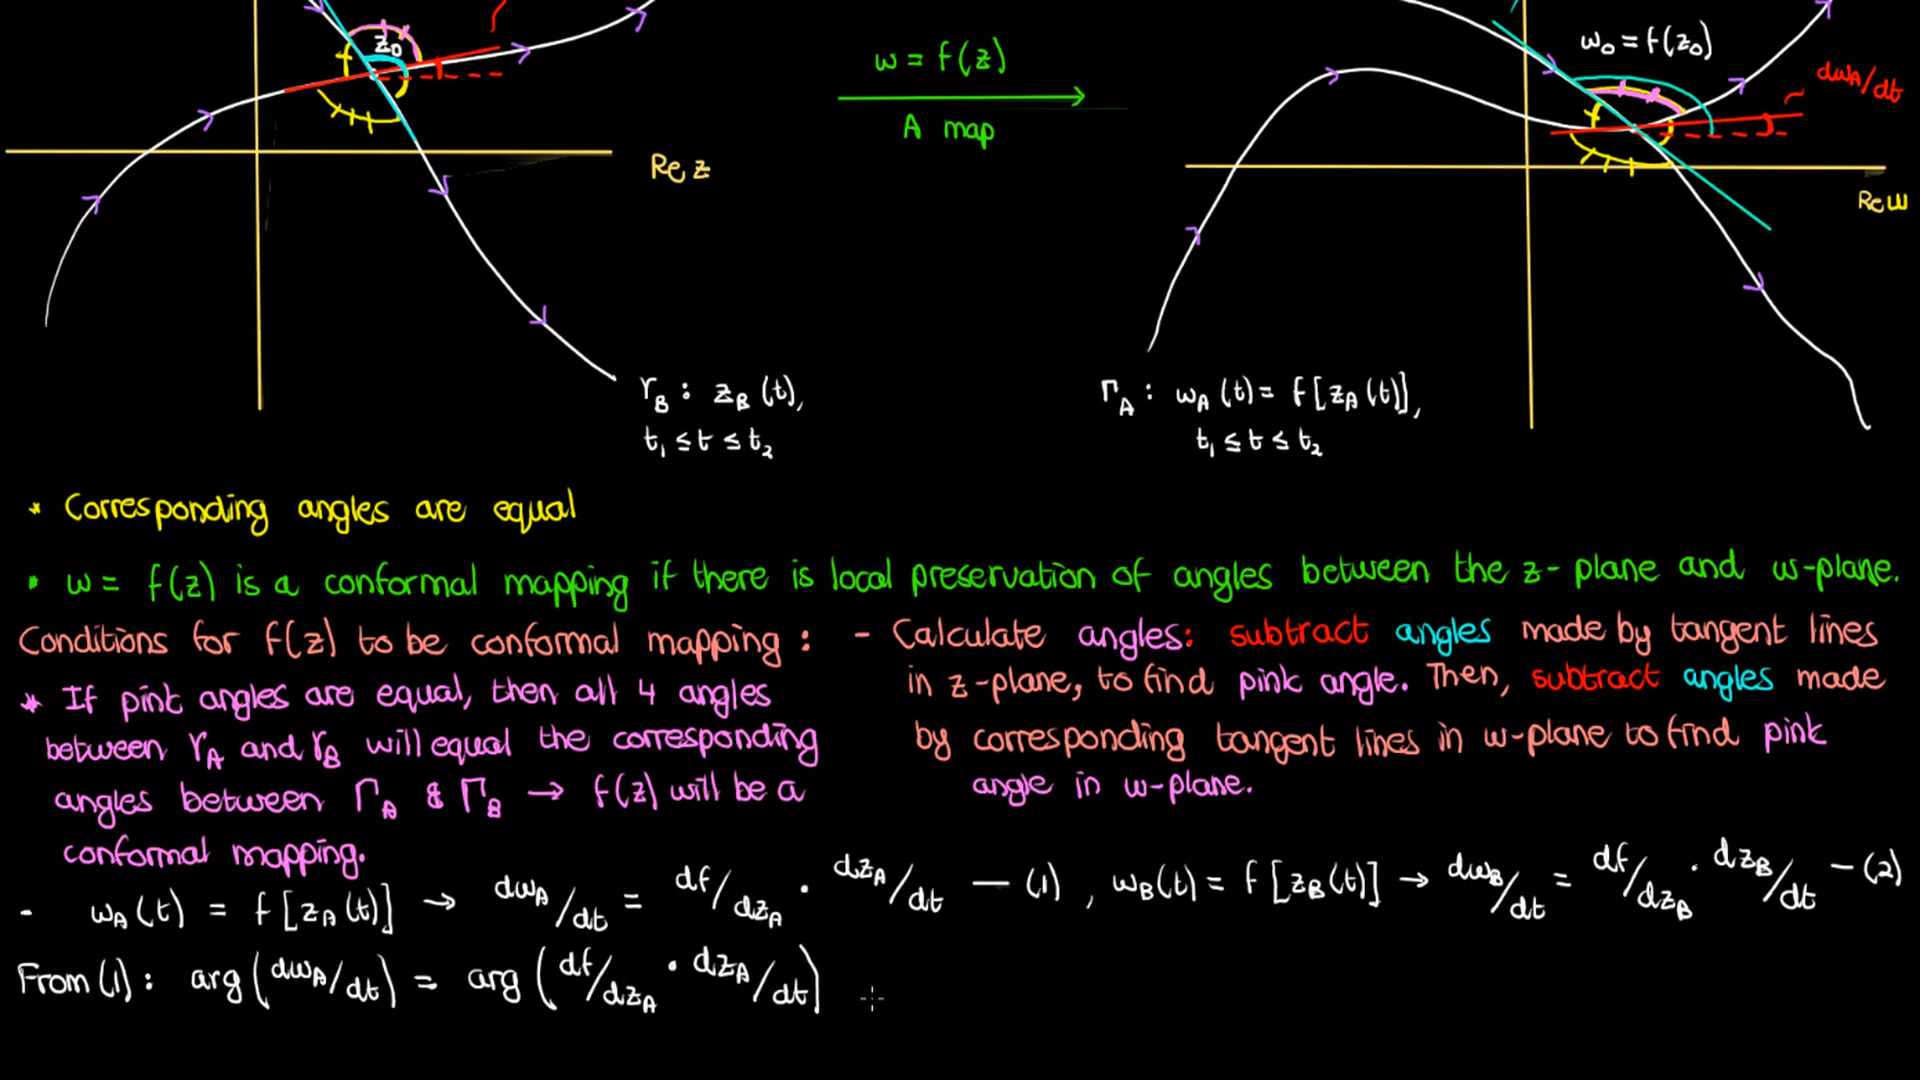 z₀
w = f(z)
A map
w₀ = f(z₀)
dwA/dt
Re z
Re w
γB : zB (t),
t₁ ≤ t ≤ t₂
ΓA : wA (t) = f[zA(t)],
t₁ ≤ t ≤ t₂
* Corresponding angles are equal
* w = f(z) is a conformal mapping if there is local preservation of angles between the z-plane and w-plane.
Conditions for f(z) to be conformal mapping :
* If pink angles are equal, then all 4 angles
between γA and γB will equal the corresponding
angles between ΓA & ΓB → f(z) will be a
conformal mapping.
- Calculate angles: subtract angles made by tangent lines
in z-plane, to find pink angle. Then, subtract angles made
by corresponding tangent lines in w-plane to find pink
angle in w-plane.
- wA(t) = f[zA(t)] → dwA/dt = df/dzA · dzA/dt — (1) , wB(t) = f[zB(t)] → dwB/dt = df/dzB · dzB/dt — (2)
From (1) : arg(dwA/dt) = arg(df/dzA · dzA/dt)